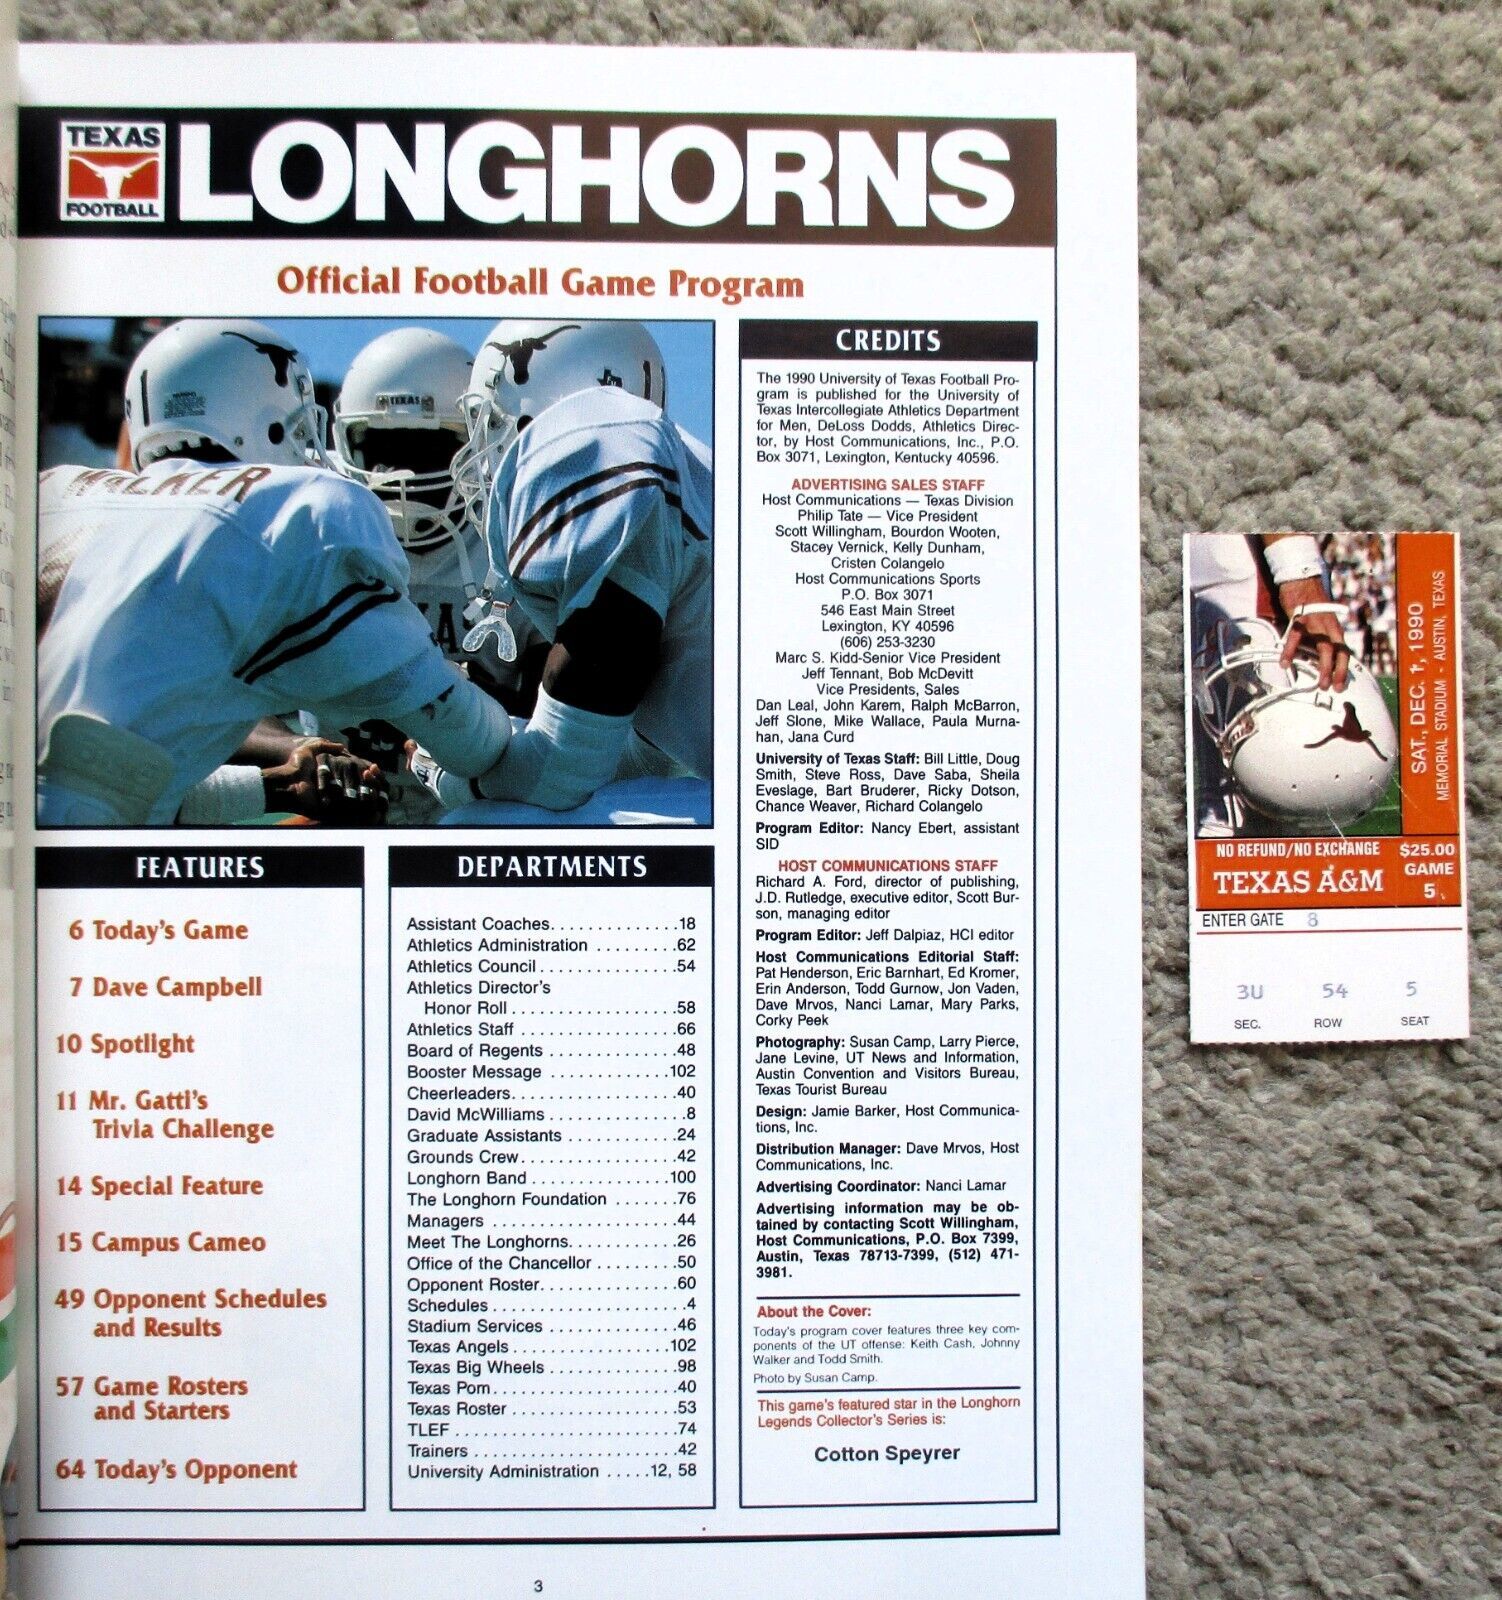 TEXAS
FOOTBALL
LONGHORNS
Official Football Game Program
WALKER
TEXAS
FEATURES
6 Today's Game
7 Dave Campbell
10 Spotlight
11 Mr. Gatti's
Trivia Challenge
14 Special Feature
15 Campus Cameo
49 Opponent Schedules
and Results
57 Game Rosters
and Starters
64 Today's Opponent
DEPARTMENTS
Assistant Coaches..............18
Athletics Administration .........62
Athletics Council...............54
Athletics Director's
Honor Roll ..................58
Athletics Staff .................66
Board of Regents ..............48
Booster Message .............102
Cheerleaders..................40
David McWilliams ...............8
Graduate Assistants ............24
Grounds Crew.................42
Longhorn Band ...............100
The Longhorn Foundation .......76
Managers ....................44
Meet The Longhorns............26
Office of the Chancellor .........50
Opponent Roster...............60
Schedules .....................4
Stadium Services ..............46
Texas Angels.................102
Texas Big Wheels ..............98
Texas Pom....................40
Texas Roster ..................53
TLEF ........................74
Trainers ......................42
University Administration .....12, 58
CREDITS
The 1990 University of Texas Football Pro-
gram is published for the University of
Texas Intercollegiate Athletics Department
for Men, DeLoss Dodds, Athletics Direc-
tor, by Host Communications, Inc., P.O.
Box 3071, Lexington, Kentucky 40596.
ADVERTISING SALES STAFF
Host Communications — Texas Division
Philip Tate — Vice President
Scott Willingham, Bourdon Wooten,
Stacey Vernick, Kelly Dunham,
Cristen Colangelo
Host Communications Sports
P.O. Box 3071
546 East Main Street
Lexington, KY 40596
(606) 253-3230
Marc S. Kidd-Senior Vice President
Jeff Tennant, Bob McDevitt
Vice Presidents, Sales
Dan Leal, John Karem, Ralph McBarron,
Jeff Slone, Mike Wallace, Paula Murna-
han, Jana Curd
University of Texas Staff: Bill Little, Doug
Smith, Steve Ross, Dave Saba, Sheila
Eveslage, Bart Bruderer, Ricky Dotson,
Chance Weaver, Richard Colangelo
Program Editor: Nancy Ebert, assistant
SID
HOST COMMUNICATIONS STAFF
Richard A. Ford, director of publishing,
J.D. Rutledge, executive editor, Scott Bur-
son, managing editor
Program Editor: Jeff Dalpiaz, HCI editor
Host Communications Editorial Staff:
Pat Henderson, Eric Barnhart, Ed Kromer,
Erin Anderson, Todd Gurnow, Jon Vaden,
Dave Mrvos, Nanci Lamar, Mary Parks,
Corky Peek
Photography: Susan Camp, Larry Pierce,
Jane Levine, UT News and Information,
Austin Convention and Visitors Bureau,
Texas Tourist Bureau
Design: Jamie Barker, Host Communica-
tions, Inc.
Distribution Manager: Dave Mrvos, Host
Communications, Inc.
Advertising Coordinator: Nanci Lamar
Advertising information may be ob-
tained by contacting Scott Willingham,
Host Communications, P.O. Box 7399,
Austin, Texas 78713-7399, (512) 471-
3981.
About the Cover:
Today's program cover features three key com-
ponents of the UT offense: Keith Cash, Johnny
Walker and Todd Smith.
Photo by Susan Camp.
This game's featured star in the Longhorn
Legends Collector's Series is:
Cotton Speyrer
3
SAT., DEC. 1, 1990
MEMORIAL STADIUM - AUSTIN, TEXAS
NO REFUND/NO EXCHANGE
TEXAS A&M
$25.00
GAME
5
ENTER GATE 8
3U 54 5
SEC. ROW SEAT